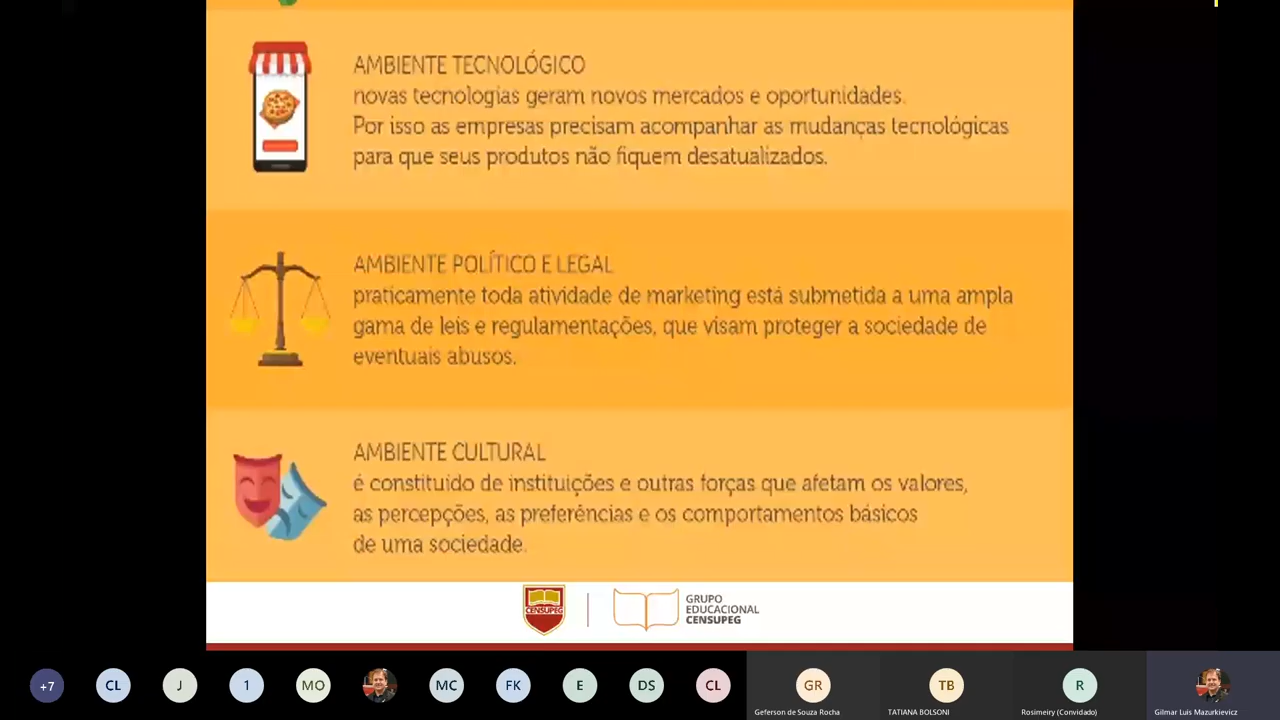 AMBIENTE TECNOLÓGICO
novas tecnologias geram novos mercados e oportunidades.
Por isso as empresas precisam acompanhar as mudanças tecnológicas
para que seus produtos não fiquem desatualizados.
AMBIENTE POLÍTICO E LEGAL
praticamente toda atividade de marketing está submetida a uma ampla
gama de leis e regulamentações, que visam proteger a sociedade de
eventuais abusos.
AMBIENTE CULTURAL
é constituído de instituições e outras forças que afetam os valores,
as percepções, as preferências e os comportamentos básicos
de uma sociedade.
CENSUPEG
GRUPO
EDUCACIONAL
CENSUPEG
+7 CL J 1 MO MC FK E DS CL GR TB R
Geferson de Souza Rocha TATIANA BOLSONI Rosimeiry (Convidado) Gilmar Luis Mazurkievicz